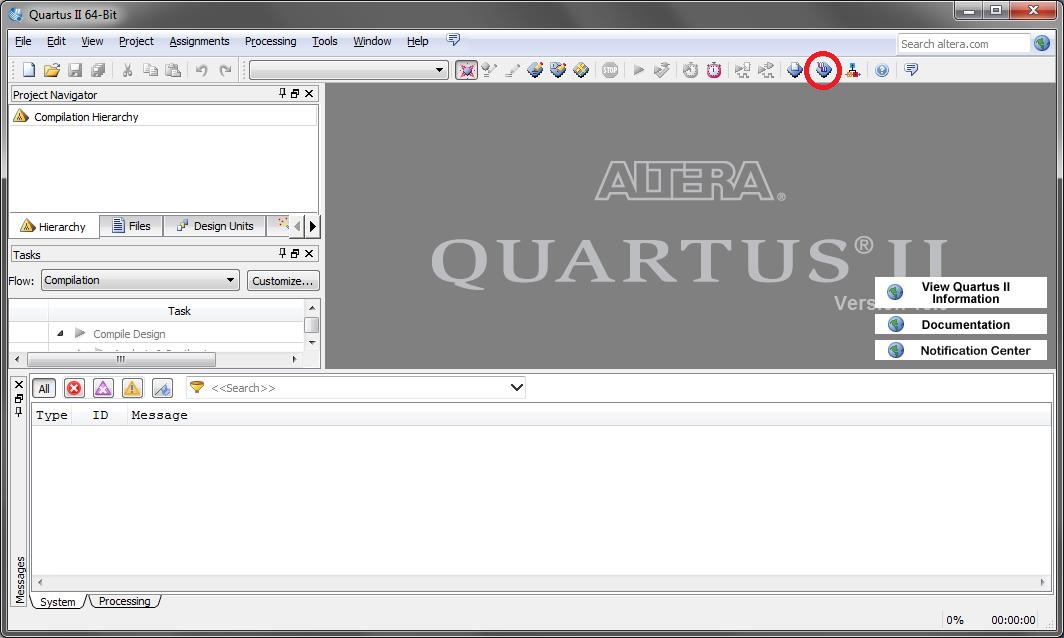 Quartus II 64-Bit
File Edit View Project Assignments Processing Tools Window Help
Search altera.com
STOP
Project Navigator
Compilation Hierarchy
Hierarchy Files Design Units
Tasks
Flow: Compilation Customize...
Task
Compile Design
ALTERA®
QUARTUS® II
View Quartus II
Information
Documentation
Notification Center
All <<Search>>
Type ID Message
Messages
System Processing
0% 00:00:00